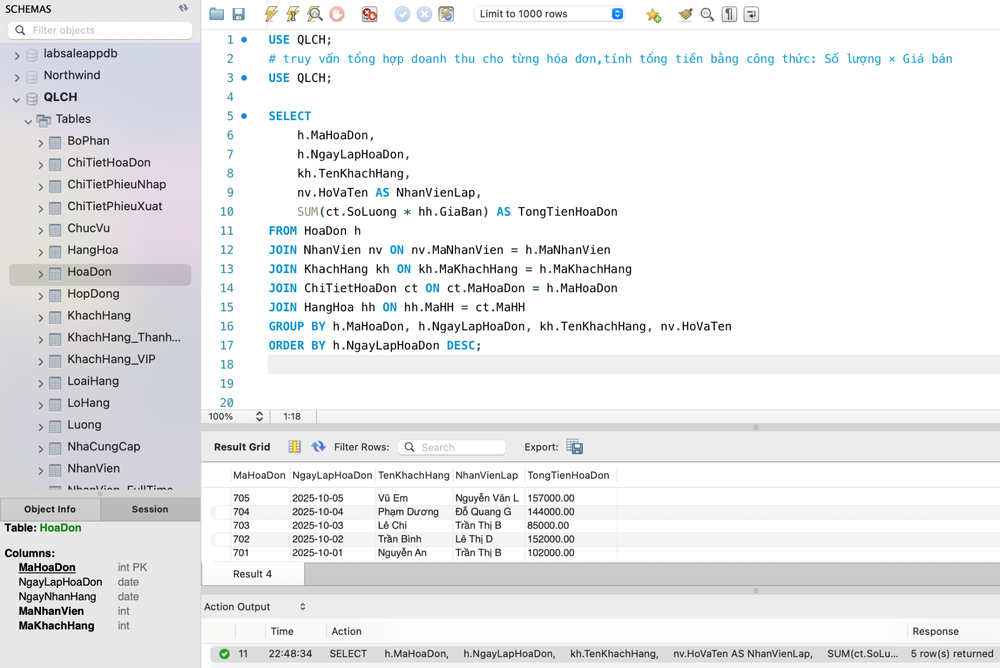 SCHEMAS
Filter objects
labsaleappdb
Northwind
QLCH
Tables
BoPhan
ChiTietHoaDon
ChiTietPhieuNhap
ChiTietPhieuXuat
ChucVu
HangHoa
HoaDon
HopDong
KhachHang
KhachHang_Thanh...
KhachHang_VIP
LoaiHang
LoHang
Luong
NhaCungCap
NhanVien
NhanVien_FullTime
Object Info Session
Table: HoaDon
Columns:
MaHoaDon int PK
NgayLapHoaDon date
NgayNhanHang date
MaNhanVien int
MaKhachHang int
Limit to 1000 rows
1 USE QLCH;
2 # truy vấn tổng hợp doanh thu cho từng hóa đơn,tính tổng tiền bằng công thức: Số lượng × Giá bán
3 USE QLCH;
4
5 SELECT
6 h.MaHoaDon,
7 h.NgayLapHoaDon,
8 kh.TenKhachHang,
9 nv.HoVaTen AS NhanVienLap,
10 SUM(ct.SoLuong * hh.GiaBan) AS TongTienHoaDon
11 FROM HoaDon h
12 JOIN NhanVien nv ON nv.MaNhanVien = h.MaNhanVien
13 JOIN KhachHang kh ON kh.MaKhachHang = h.MaKhachHang
14 JOIN ChiTietHoaDon ct ON ct.MaHoaDon = h.MaHoaDon
15 JOIN HangHoa hh ON hh.MaHH = ct.MaHH
16 GROUP BY h.MaHoaDon, h.NgayLapHoaDon, kh.TenKhachHang, nv.HoVaTen
17 ORDER BY h.NgayLapHoaDon DESC;
18
19
20
100% 1:18
Result Grid Filter Rows: Search Export:
MaHoaDon NgayLapHoaDon TenKhachHang NhanVienLap TongTienHoaDon
705 2025-10-05 Vũ Em Nguyễn Văn L 157000.00
704 2025-10-04 Phạm Dương Đỗ Quang G 144000.00
703 2025-10-03 Lê Chi Trần Thị B 85000.00
702 2025-10-02 Trần Bình Lê Thị D 152000.00
701 2025-10-01 Nguyễn An Trần Thị B 102000.00
Result 4
Action Output
Time Action Response
11 22:48:34 SELECT h.MaHoaDon, h.NgayLapHoaDon, kh.TenKhachHang, nv.HoVaTen AS NhanVienLap, SUM(ct.SoLu... 5 row(s) returned